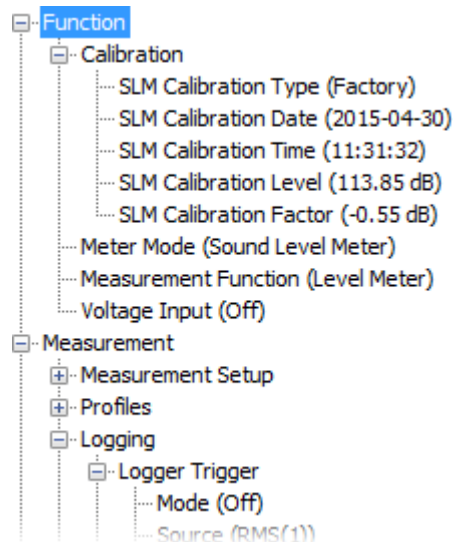 Function
Calibration
SLM Calibration Type (Factory)
SLM Calibration Date (2015-04-30)
SLM Calibration Time (11:31:32)
SLM Calibration Level (113.85 dB)
SLM Calibration Factor (-0.55 dB)
Meter Mode (Sound Level Meter)
Measurement Function (Level Meter)
Voltage Input (Off)
Measurement
Measurement Setup
Profiles
Logging
Logger Trigger
Mode (Off)
Source (RMS(1))